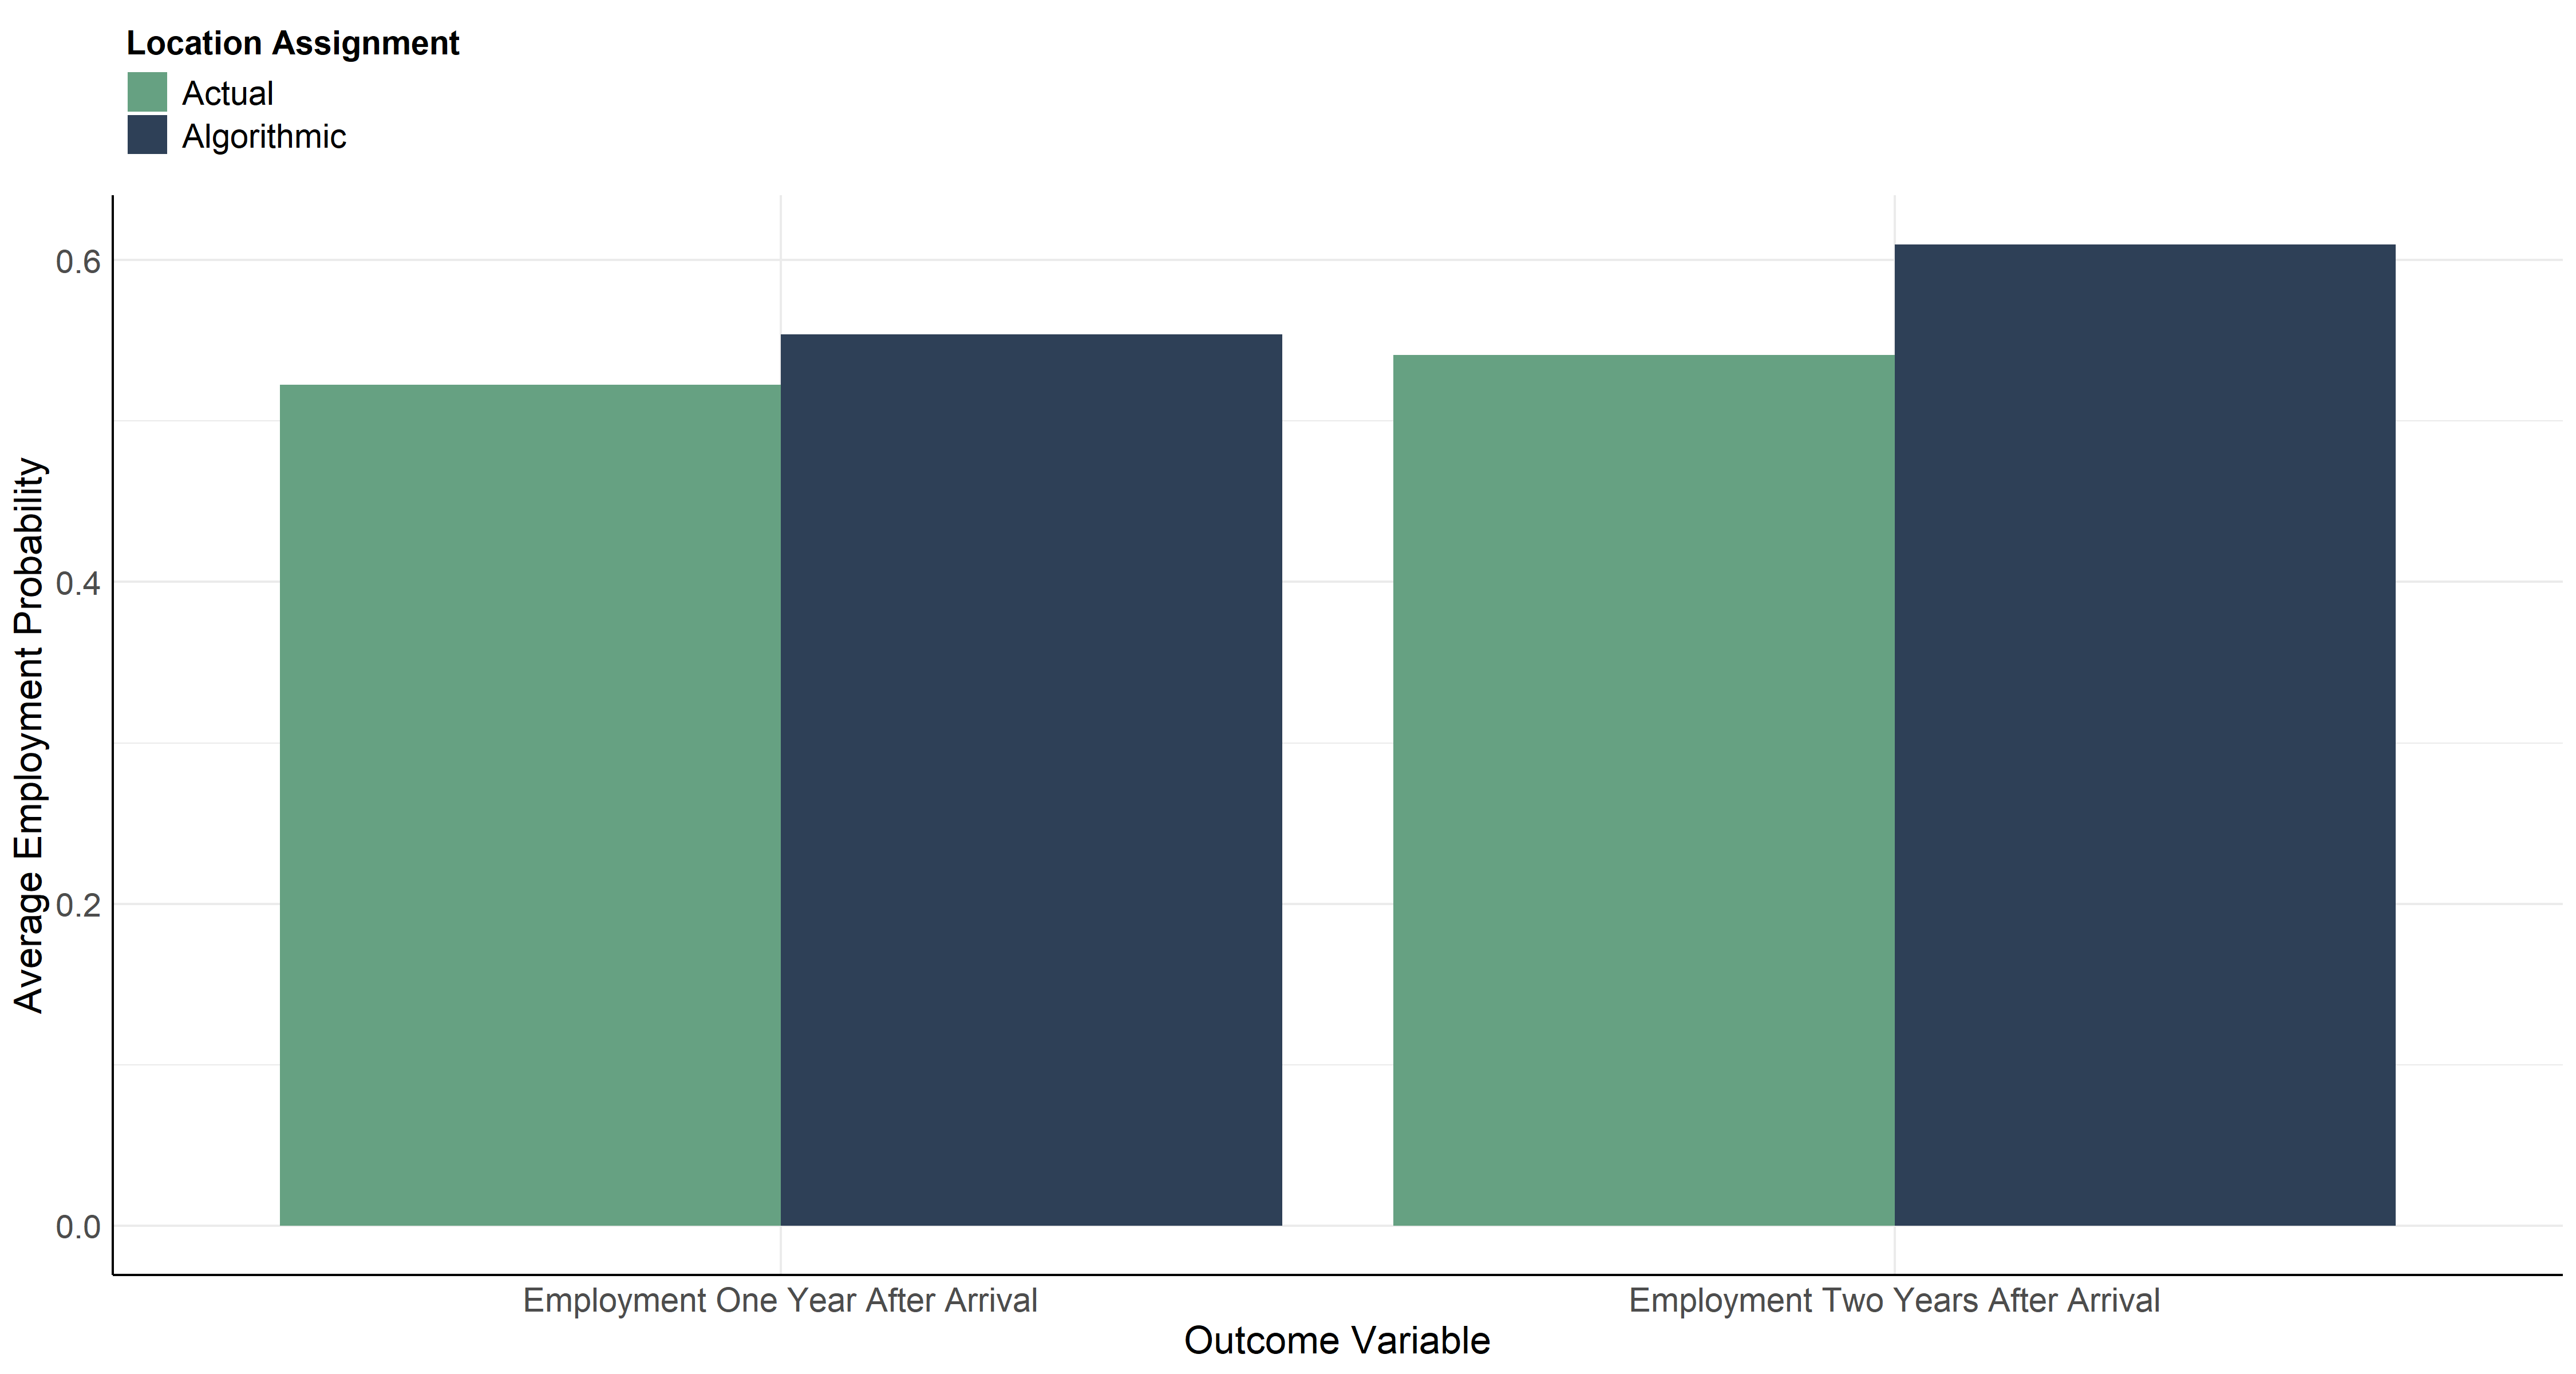 Location Assignment
Actual
Algorithmic
Average Employment Probability
0.6
0.4
0.2
0.0
Employment One Year After Arrival
Employment Two Years After Arrival
Outcome Variable